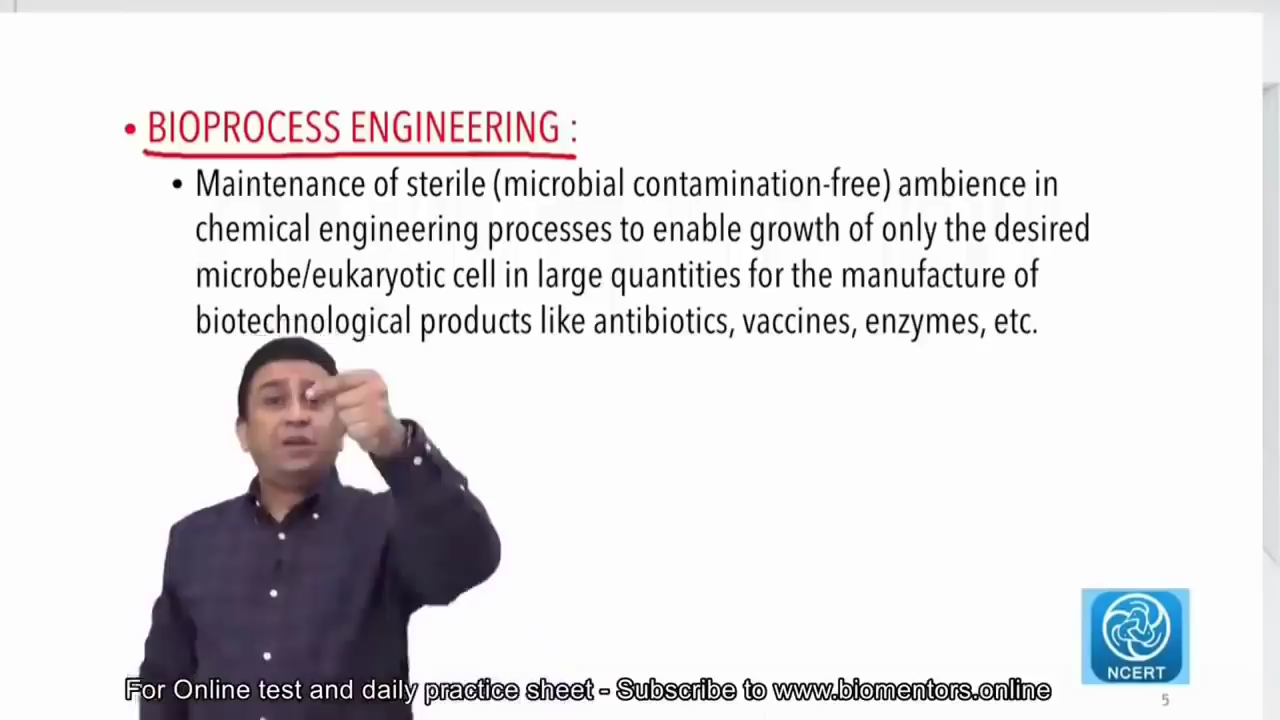 • BIOPROCESS ENGINEERING :
• Maintenance of sterile (microbial contamination-free) ambience in
chemical engineering processes to enable growth of only the desired
microbe/eukaryotic cell in large quantities for the manufacture of
biotechnological products like antibiotics, vaccines, enzymes, etc.
NCERT
For Online test and daily practice sheet - Subscribe to www.biomentors.online
5